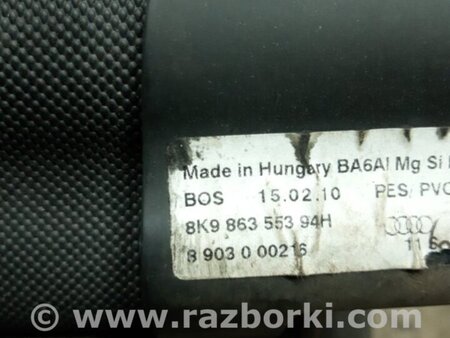 Made in Hungary BA6Al Mg Si
BOS 15.02.10 PES/PVC
8K9 863 553 94H
8 903 0 00216
11
www.razborki.com